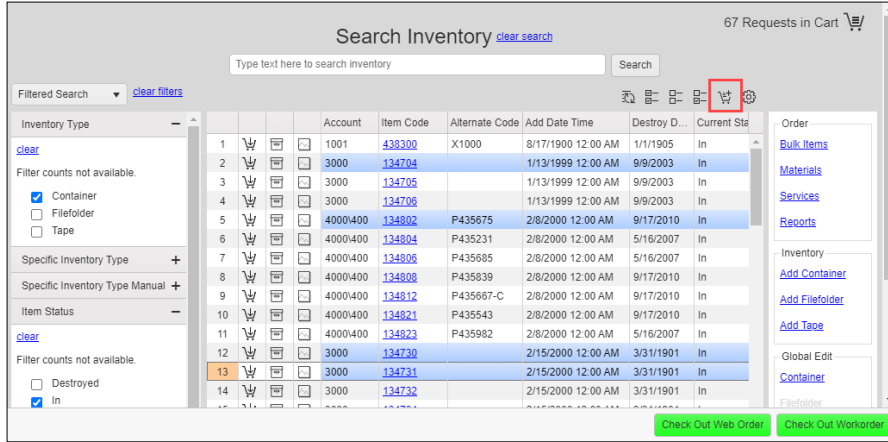 67 Requests in Cart
Search Inventory clear search
Type text here to search inventory Search
Filtered Search clear filters
Inventory Type
clear
Filter counts not available.
Container
Filefolder
Tape
Specific Inventory Type
Specific Inventory Type Manual
Item Status
clear
Filter counts not available.
Destroyed
In
Account Item Code Alternate Code Add Date Time Destroy D... Current Sta
1 1001 438300 X1000 8/17/1900 12:00 AM 1/1/1905 In
2 3000 134704 1/13/1999 12:00 AM 9/9/2003 In
3 3000 134705 1/13/1999 12:00 AM 9/9/2003 In
4 3000 134706 1/13/1999 12:00 AM 9/9/2003 In
5 4000\400 134802 P435675 2/8/2000 12:00 AM 9/17/2010 In
6 4000\400 134804 P435231 2/8/2000 12:00 AM 5/16/2007 In
7 4000\400 134806 P435685 2/8/2000 12:00 AM 5/16/2007 In
8 4000\400 134808 P435839 2/8/2000 12:00 AM 9/17/2010 In
9 4000\400 134812 P435667-C 2/8/2000 12:00 AM 9/17/2010 In
10 4000\400 134821 P435543 2/8/2000 12:00 AM 9/17/2010 In
11 4000\400 134823 P435982 2/8/2000 12:00 AM 5/16/2007 In
12 3000 134730 2/15/2000 12:00 AM 3/31/1901 In
13 3000 134731 2/15/2000 12:00 AM 3/31/1901 In
14 3000 134732 2/15/2000 12:00 AM 3/31/1901 In
Order
Bulk Items
Materials
Services
Reports
Inventory
Add Container
Add Filefolder
Add Tape
Global Edit
Container
Filefolder
Check Out Web Order Check Out Workorder